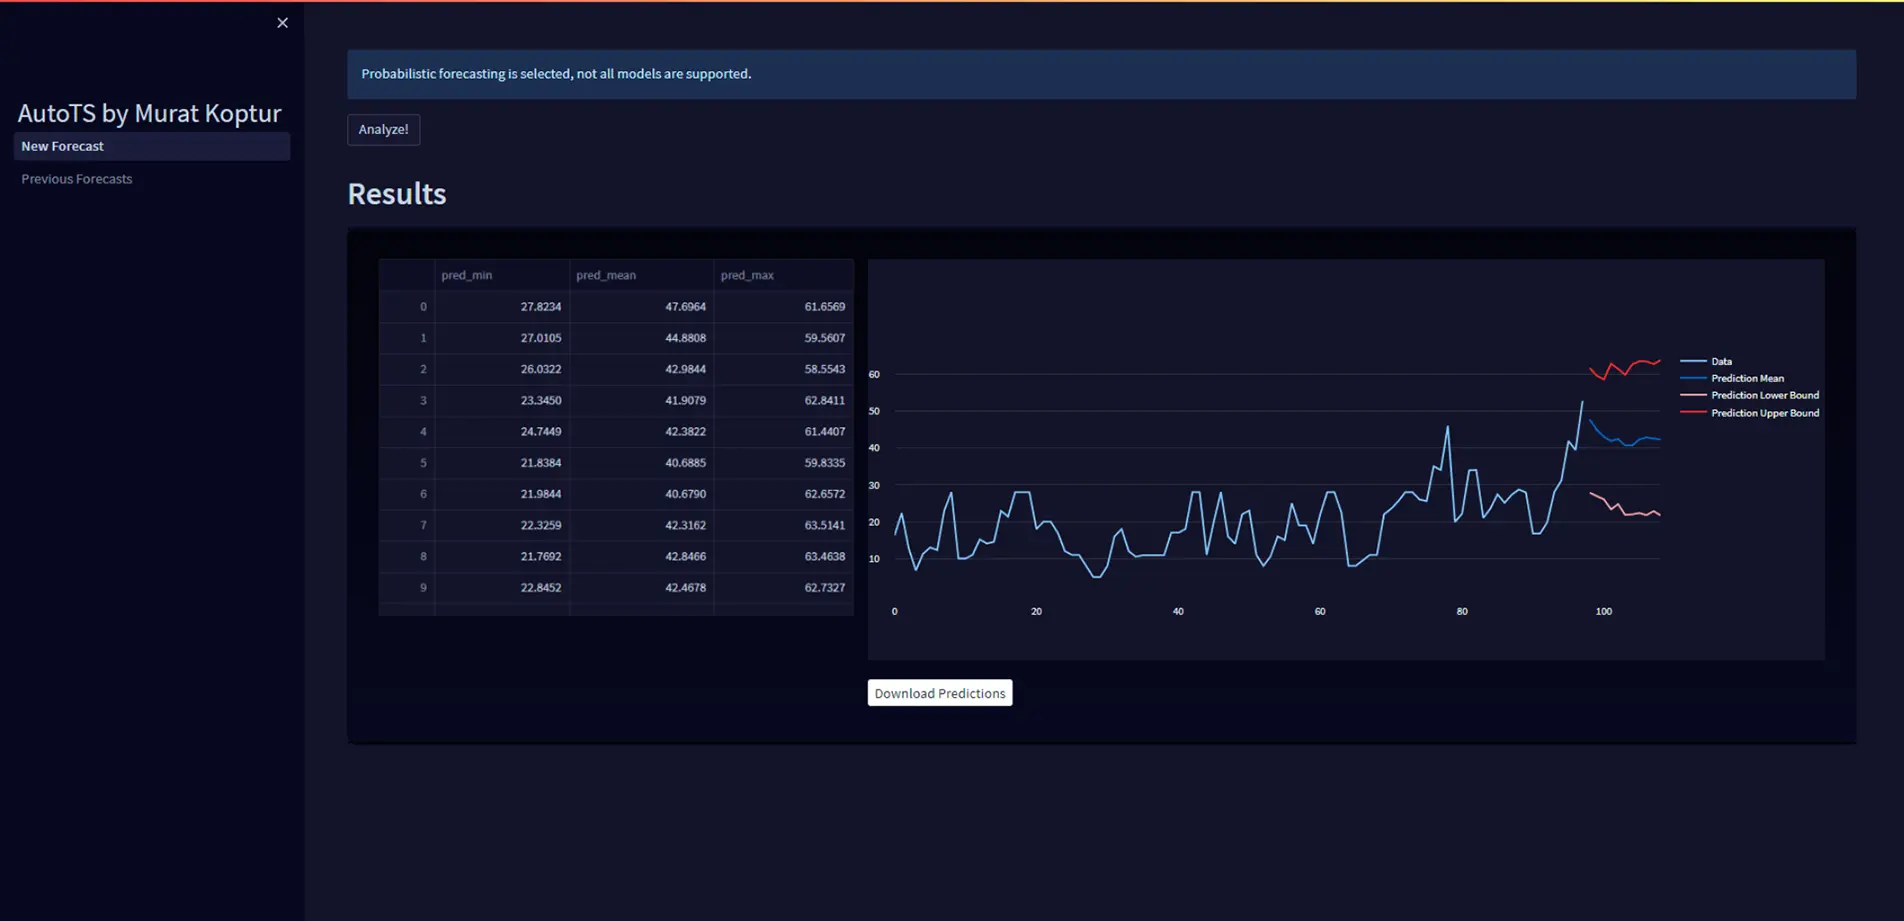 AutoTS by Murat Koptur
New Forecast
Previous Forecasts
Probabilistic forecasting is selected, not all models are supported.
Analyze!
Results
pred_min pred_mean pred_max
0 27.8234 47.6964 61.6569
1 27.0105 44.8808 59.5607
2 26.0322 42.9844 58.5543
3 23.3450 41.9079 62.8411
4 24.7449 42.3822 61.4407
5 21.8384 40.6885 59.8335
6 21.9844 40.6790 62.6572
7 22.3259 42.3162 63.5141
8 21.7692 42.8466 63.4638
9 22.8452 42.4678 62.7327
60
50
40
30
20
10
0 20 40 60 80 100
Data
Prediction Mean
Prediction Lower Bound
Prediction Upper Bound
Download Predictions